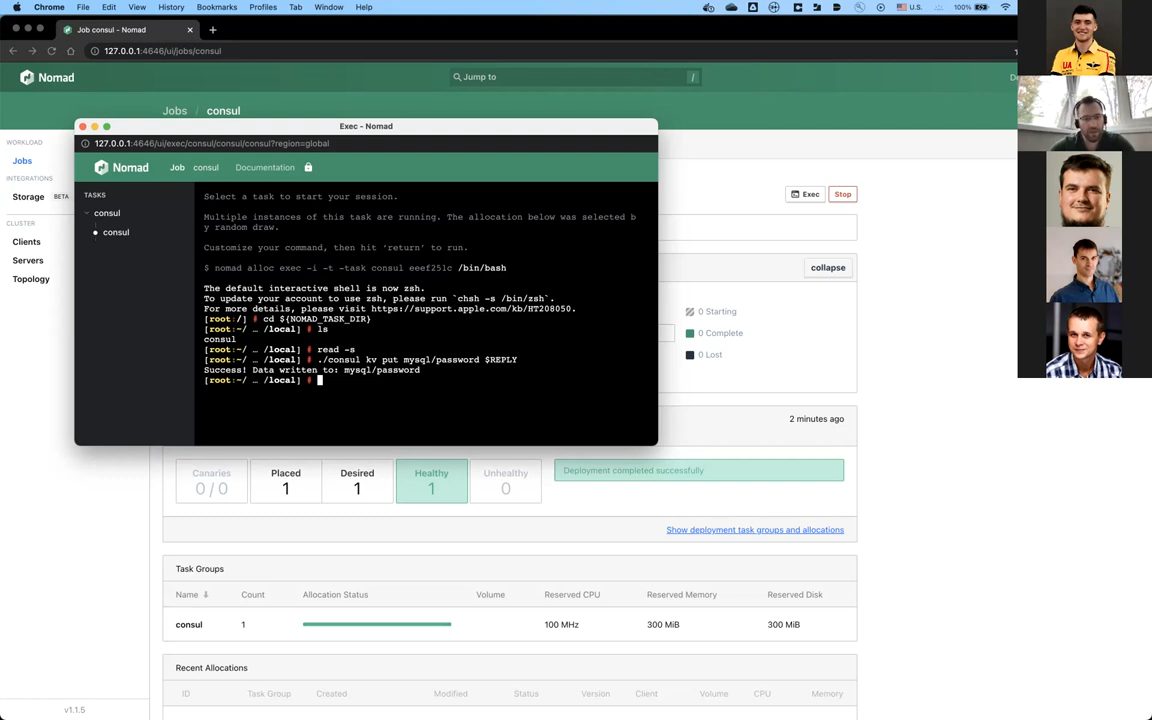 Chrome File Edit View History Bookmarks Profiles Tab Window Help U.S. 100%
Job consul - Nomad
127.0.0.1:4646/ui/jobs/consul
Nomad Jump to /
Jobs / consul
WORKLOAD
Jobs
INTEGRATIONS
Storage BETA
CLUSTER
Clients
Servers
Topology
v1.1.5
Exec - Nomad
127.0.0.1:4646/ui/exec/consul/consul/consul?region=global
Nomad Job consul Documentation
TASKS
consul
consul
Select a task to start your session.
Multiple instances of this task are running. The allocation below was selected b
y random draw.
Customize your command, then hit ‘return’ to run.
$ nomad alloc exec -i -t -task consul eeef251c /bin/bash
The default interactive shell is now zsh.
To update your account to use zsh, please run `chsh -s /bin/zsh`.
For more details, please visit https://support.apple.com/kb/HT208050.
[root:/] # cd ${NOMAD_TASK_DIR}
[root:~/ … /local] # ls
consul
[root:~/ … /local] # read -s
[root:~/ … /local] # ./consul kv put mysql/password $REPLY
Success! Data written to: mysql/password
[root:~/ … /local] #
Exec Stop
collapse
0 Starting
0 Complete
0 Lost
2 minutes ago
Canaries Placed Desired Healthy Unhealthy
0 / 0 1 1 1 0
Deployment completed successfully
Show deployment task groups and allocations
Task Groups
Name Count Allocation Status Volume Reserved CPU Reserved Memory Reserved Disk
consul 1 100 MHz 300 MiB 300 MiB
Recent Allocations
ID Task Group Created Modified Status Version Client Volume CPU Memory